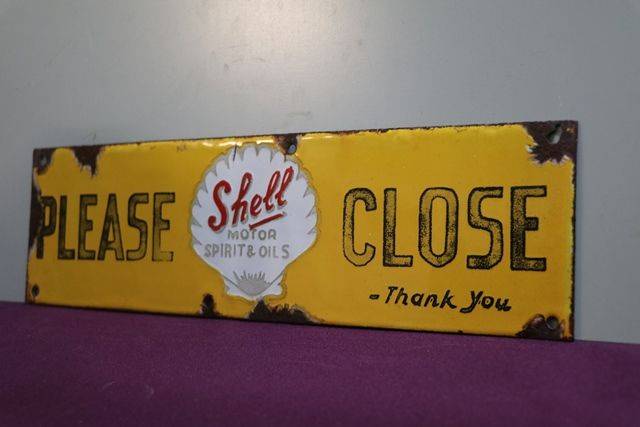 PLEASE
Shell
MOTOR
SPIRIT & OILS
CLOSE
- Thank You